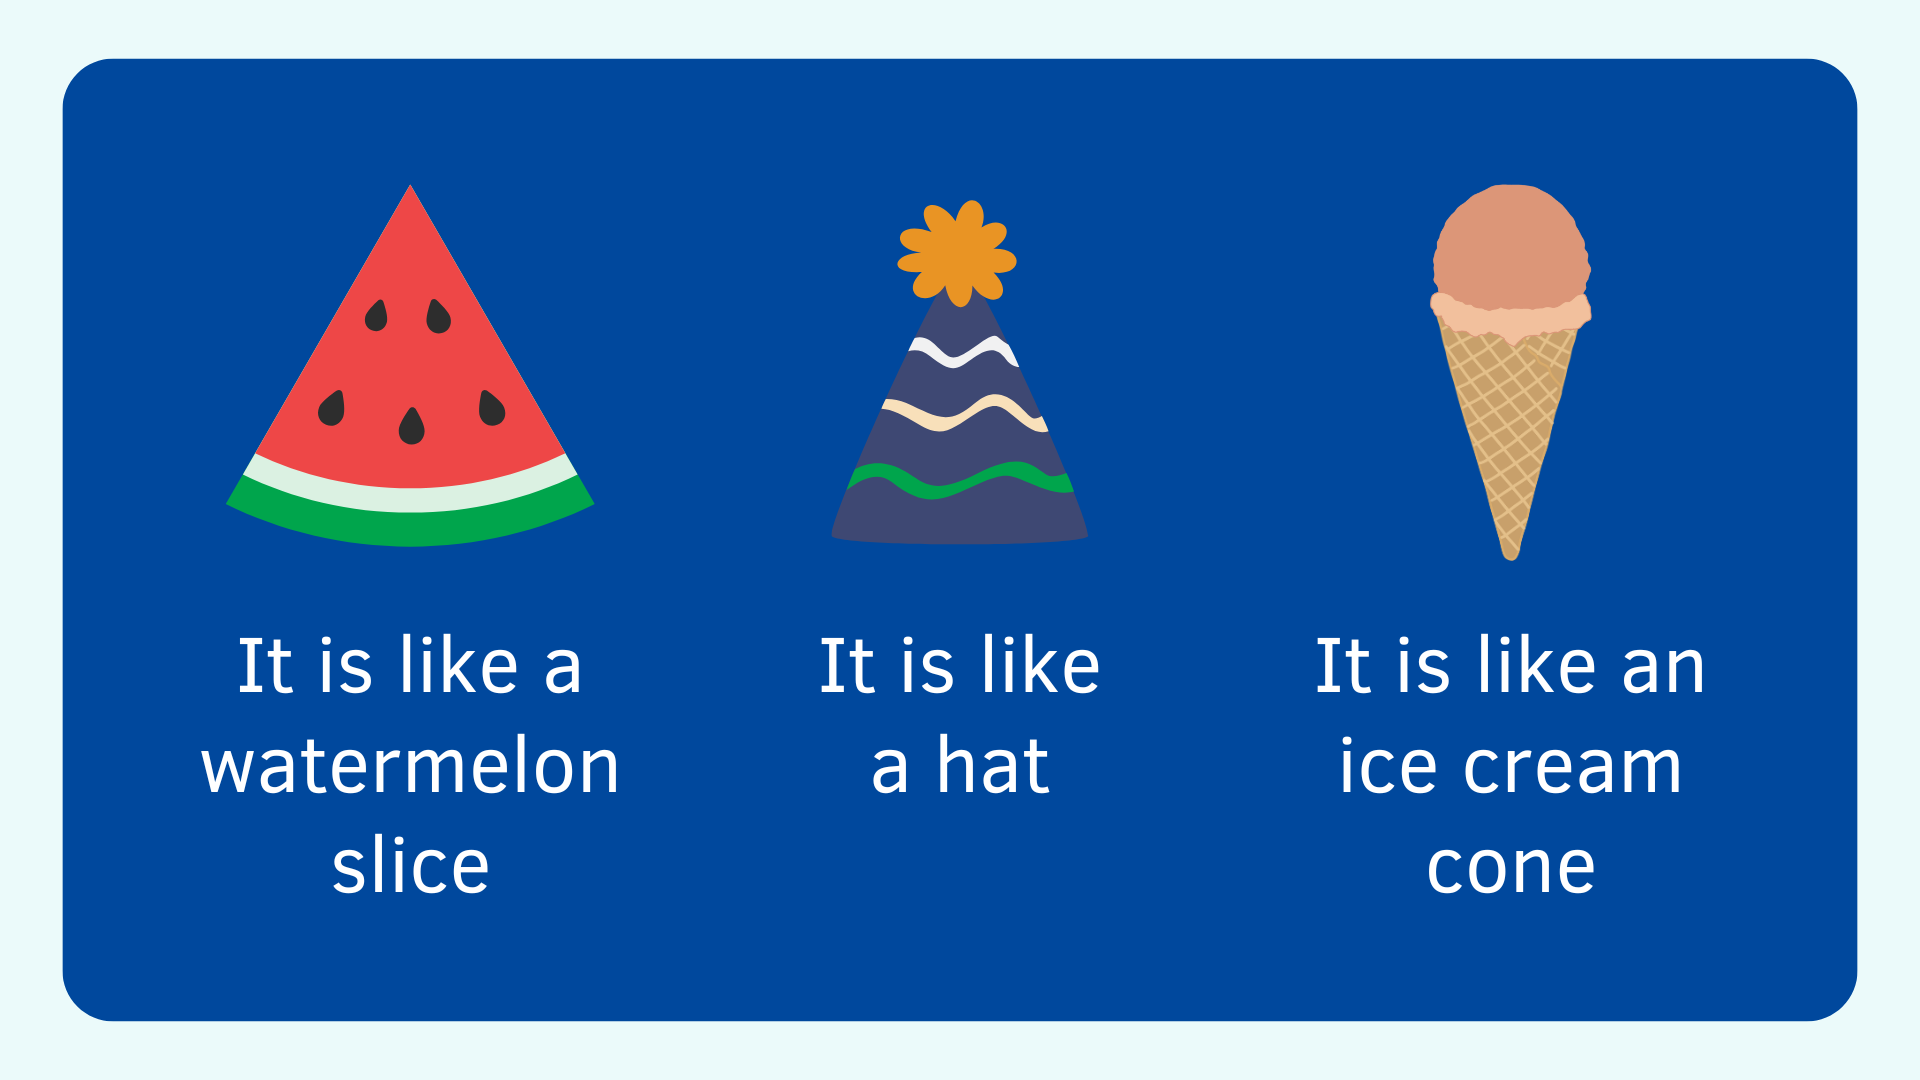 It is like a
watermelon
slice
It is like
a hat
It is like an
ice cream
cone